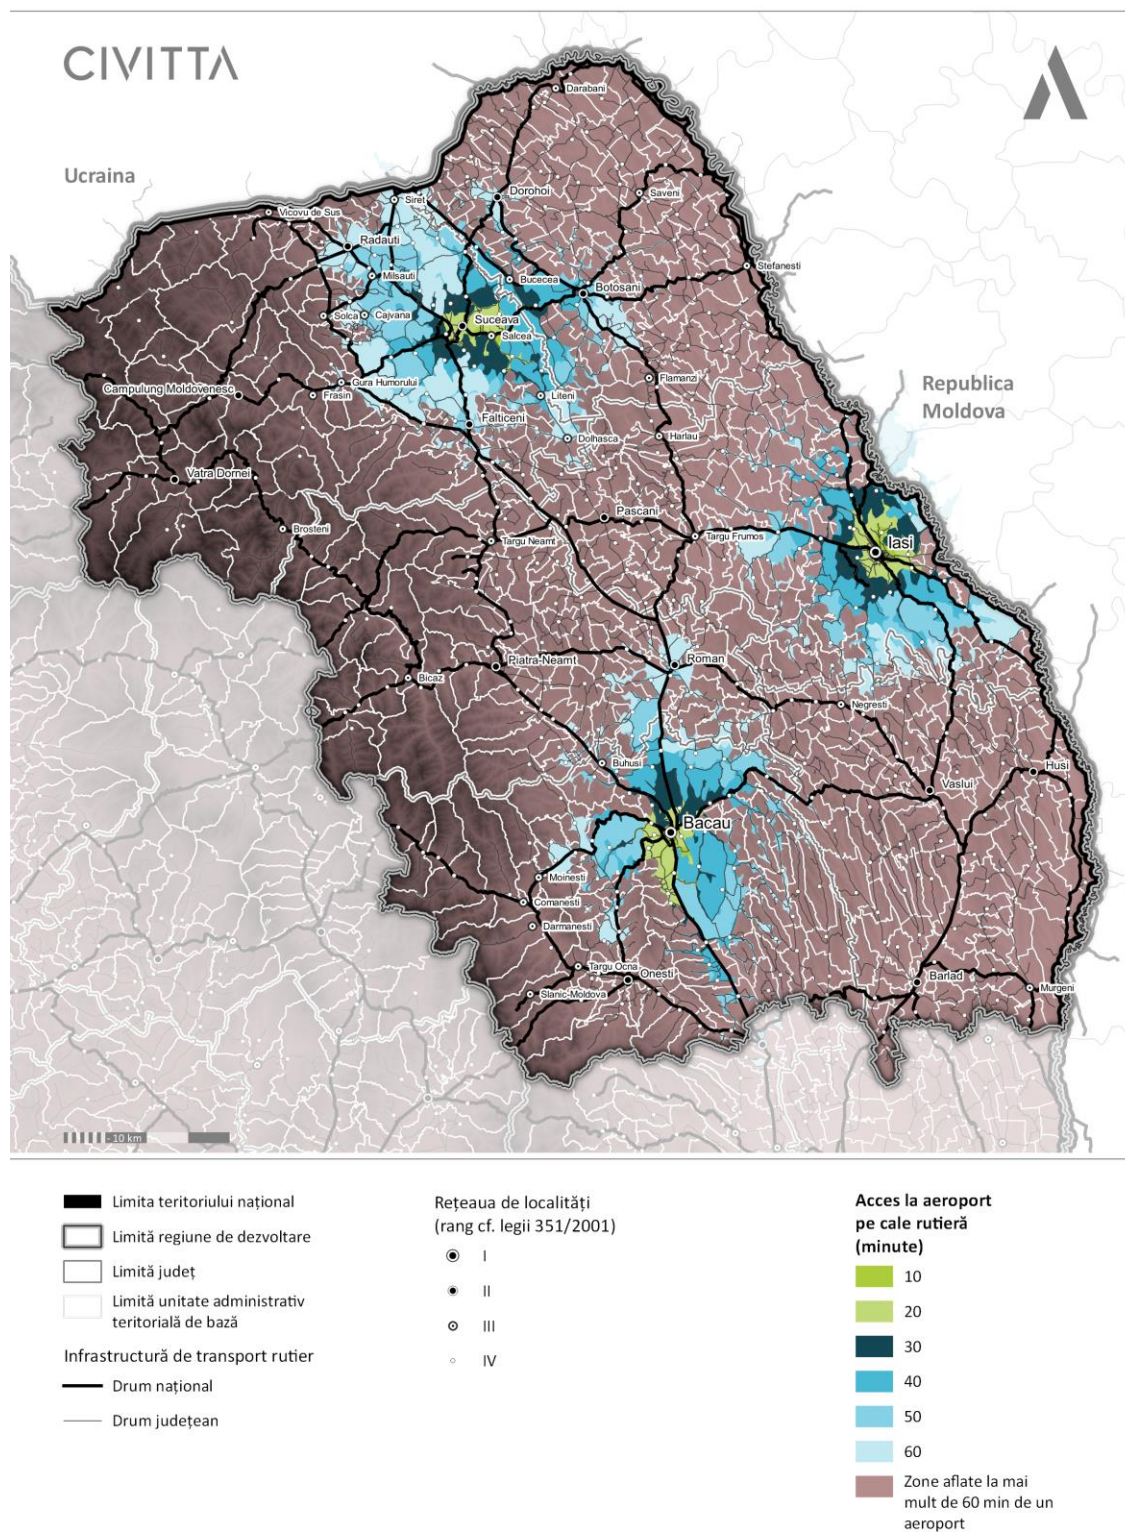 CIVITTA
Ucraina
Darabani
Siret
Dorohoi
Saveni
Vicovu de Sus
Radauti
Stefanesti
Milsauti
Bucecea
Botosani
Solca
Cajvana
Suceava
Salcea
Republica
Moldova
Campulung Moldovenesc
Gura Humorului
Frasin
Flamanzi
Liteni
Falticeni
Dolhasca
Harlau
Vatra Dornei
Brosteni
Pascani
Targu Neamt
Targu Frumos
Iasi
Piatra-Neamt
Roman
Bicaz
Negresti
Buhusi
Husi
Vaslui
Bacau
Moinesti
Comanesti
Darmanesti
Targu Ocna
Onesti
Slanic-Moldova
Barlad
Murgeni
10 km
Limita teritoriului național
Limită regiune de dezvoltare
Limită județ
Limită unitate administrativ
teritorială de bază
Infrastructură de transport rutier
Drum național
Drum județean
Rețeaua de localități
(rang cf. legii 351/2001)
I
II
III
IV
Acces la aeroport
pe cale rutieră
(minute)
10
20
30
40
50
60
Zone aflate la mai
mult de 60 min de un
aeroport